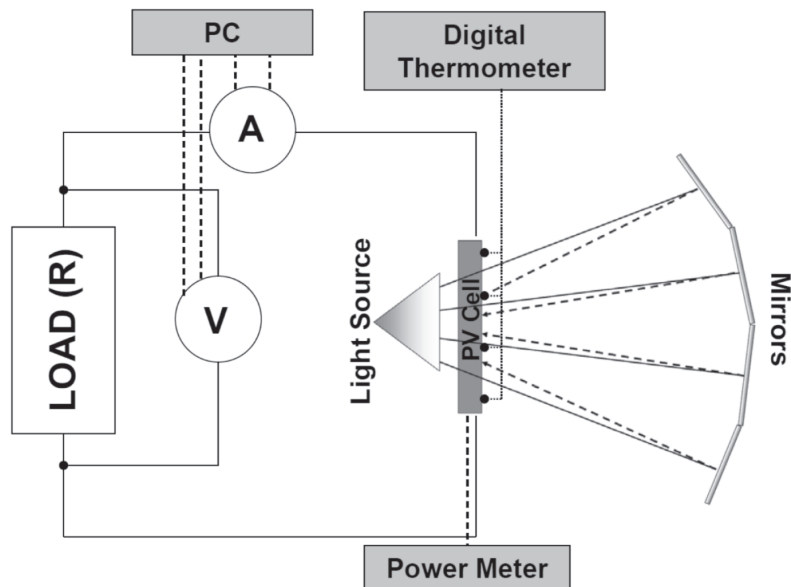 PC
Digital
Thermometer
A
LOAD (R)
V
Light Source
PV Cell
Mirrors
Power Meter